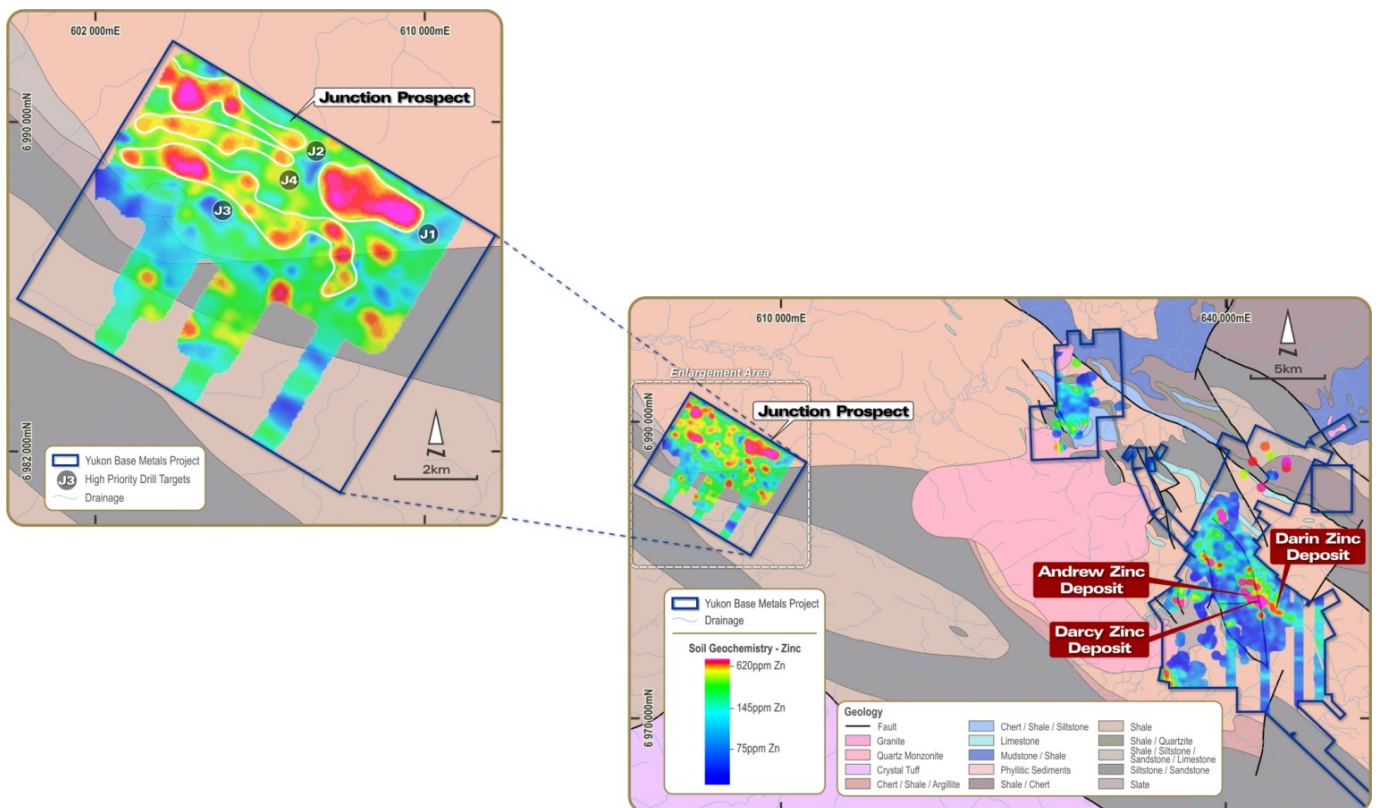 602 000mE
610 000mE
6 990 000mN
Junction Prospect
J2
J4
J3
J1
6 982 000mN
Yukon Base Metals Project
J3
High Priority Drill Targets
Drainage
N
2km
610 000mE
640 000mE
N
5km
Enlargement Area
Junction Prospect
6 990 000mN
Darin Zinc
Deposit
Andrew Zinc
Deposit
Darcy Zinc
Deposit
Yukon Base Metals Project
Drainage
Soil Geochemistry - Zinc
620ppm Zn
145ppm Zn
75ppm Zn
6 970 000mN
Geology
Fault
Granite
Quartz Monzonite
Crystal Tuff
Chert / Shale / Argillite
Chert / Shale / Siltstone
Limestone
Mudstone / Shale
Phyllitic Sediments
Shale / Chert
Shale
Shale / Quartzite
Shale / Siltstone /
Sandstone / Limestone
Siltstone / Sandstone
Slate